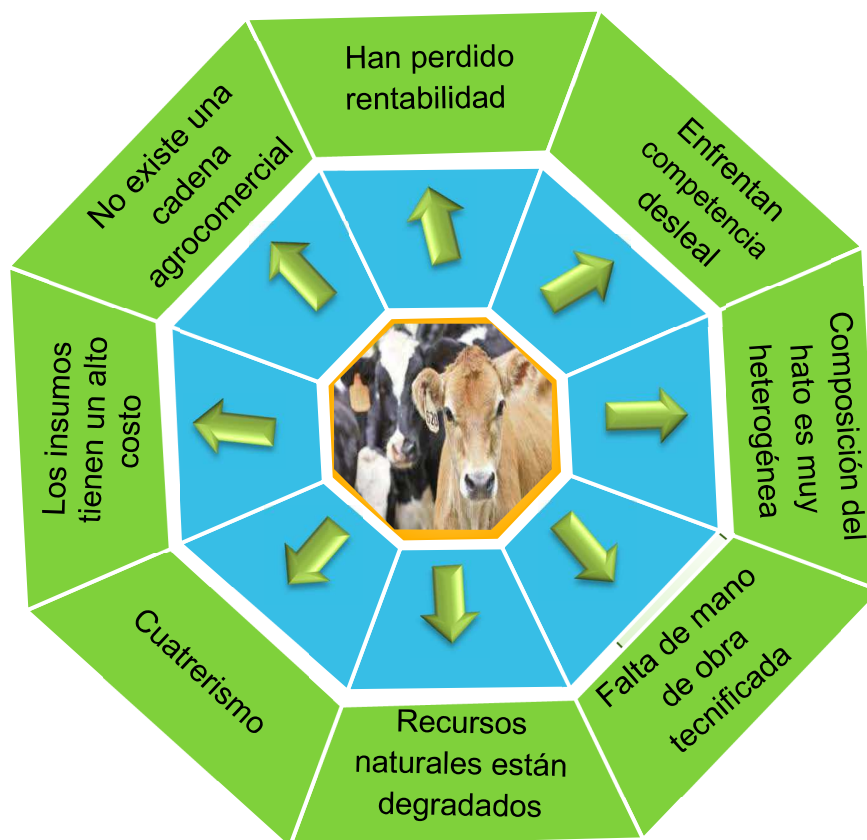 Han perdido
rentabilidad
Enfrentan
competencia
desleal
Composición del
hato es muy
heterogénea
Falta de mano
de obra
tecnificada
Recursos
naturales están
degradados
Cuatrerismo
Los insumos
tienen un alto
costo
No existe una
cadena
agrocomercial